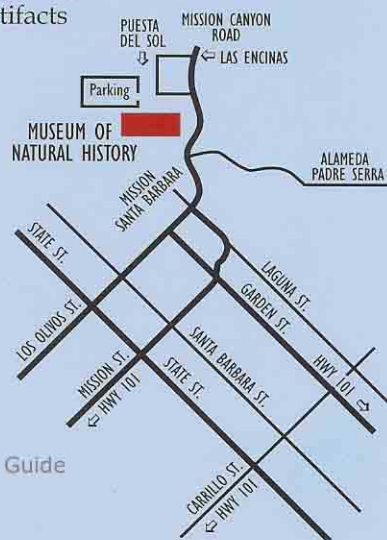 tifacts
PUESTA
DEL SOL
MISSION CANYON
ROAD
LAS ENCINAS
Parking
MUSEUM OF
NATURAL HISTORY
ALAMEDA
PADRE SERRA
MISSION
SANTA BARBARA
STATE ST.
LAGUNA ST.
GARDEN ST.
LOS OLIVOS ST.
MISSION ST.
HWY 101
SANTA BARBARA ST.
STATE ST.
HWY 101
CARRILLO ST.
HWY 101
Guide